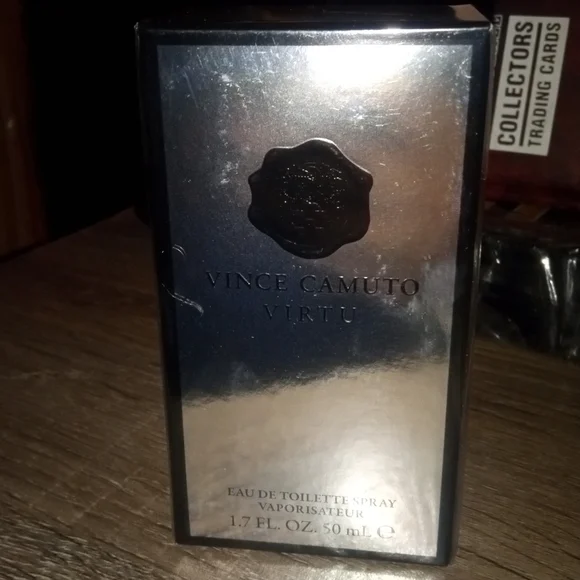 COLLECTORS
TRADING CARDS
VINCE CAMUTO
VIRTU
EAU DE TOILETTE SPRAY
VAPORISATEUR
1.7 FL. OZ. 50 mL ℮